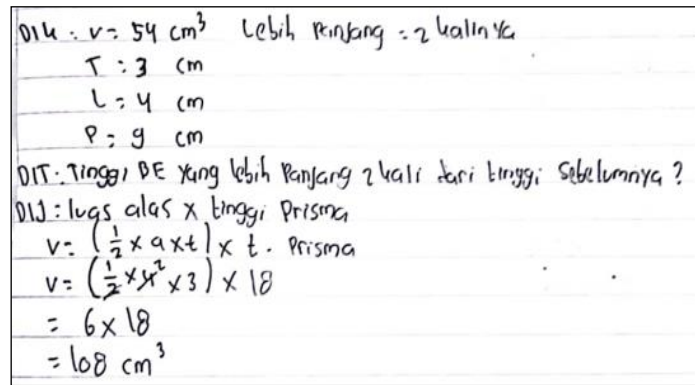 DIK : V = 54 cm³ Lebih panjang = 2 kalinya
T : 3 cm
L = 4 cm
P = 9 cm
DIT : Tinggi BE yang lebih panjang 2 kali dari tinggi sebelumnya ?
DIJ : luas alas x tinggi Prisma
V = (1/2 x a x t) x t. Prisma
V = (1/2 x 4² x 3) x 18
= 6 x 18
= 108 cm³